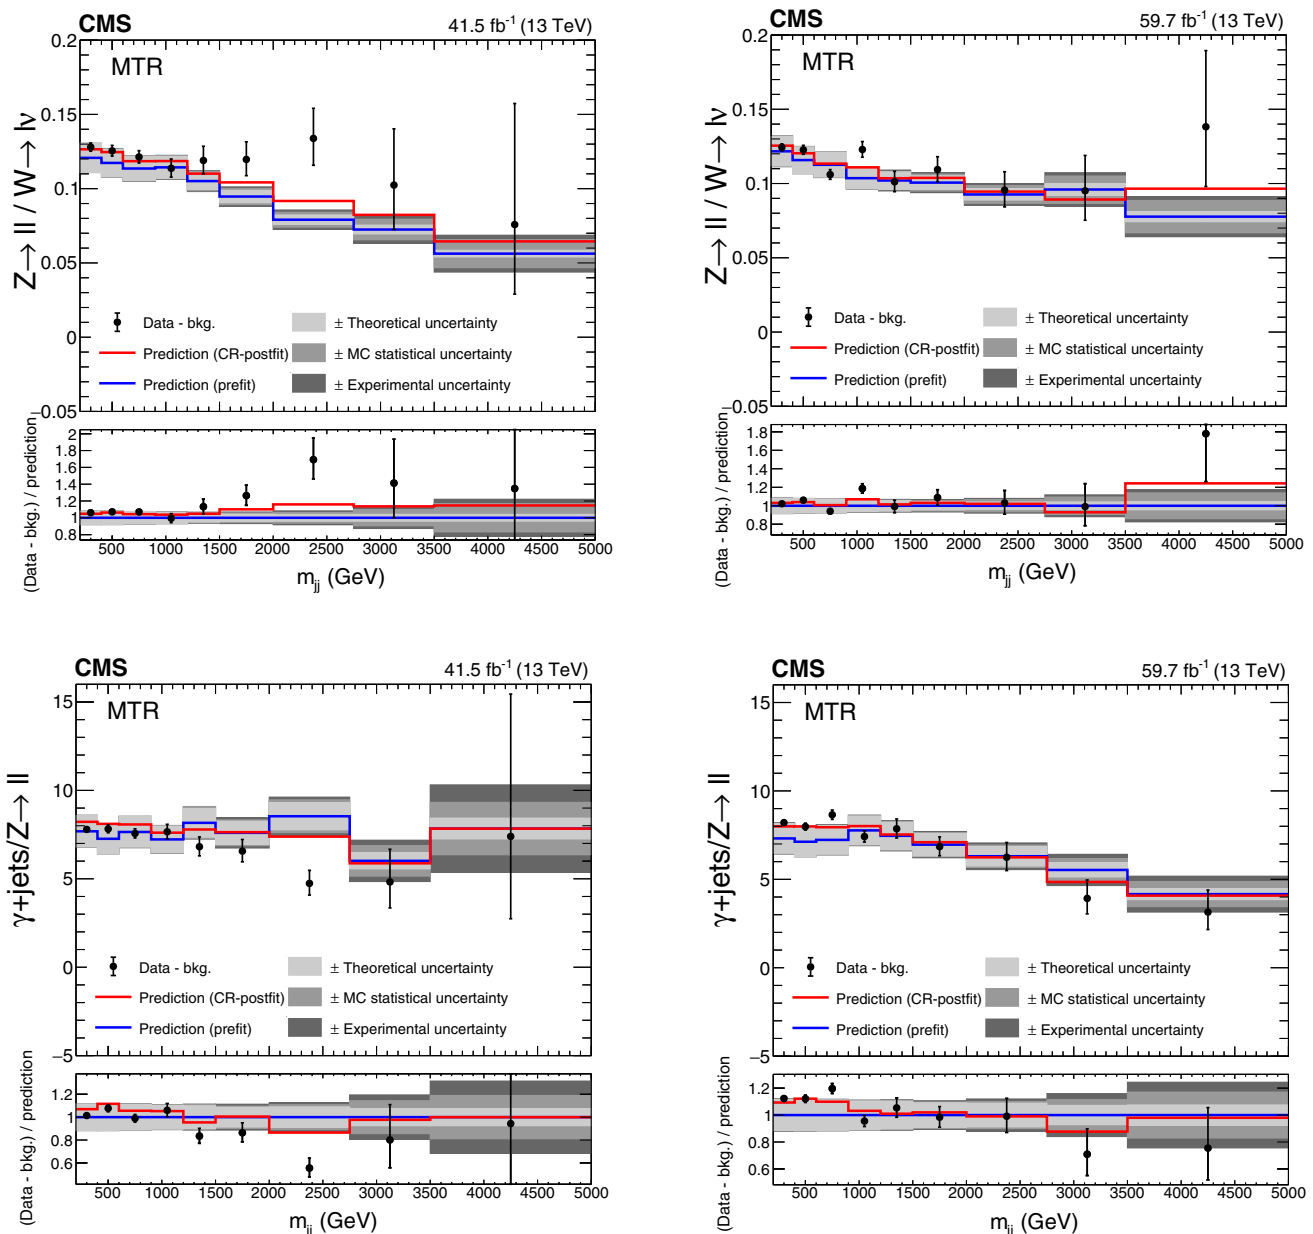 CMS 41.5 fb-1 (13 TeV)
MTR
Z→ ll / W→ lν
0.2
0.15
0.1
0.05
0
−0.05
Data - bkg.
Prediction (CR-postfit)
Prediction (prefit)
± Theoretical uncertainty
± MC statistical uncertainty
± Experimental uncertainty
(Data - bkg.) / prediction
2
1.8
1.6
1.4
1.2
1
0.8
500 1000 1500 2000 2500 3000 3500 4000 4500 5000
mjj (GeV)
CMS 59.7 fb-1 (13 TeV)
MTR
Z→ ll / W→ lν
0.2
0.15
0.1
0.05
0
−0.05
Data - bkg.
Prediction (CR-postfit)
Prediction (prefit)
± Theoretical uncertainty
± MC statistical uncertainty
± Experimental uncertainty
(Data - bkg.) / prediction
1.8
1.6
1.4
1.2
1
0.8
500 1000 1500 2000 2500 3000 3500 4000 4500 5000
mjj (GeV)
CMS 41.5 fb-1 (13 TeV)
MTR
γ+jets/Z→ ll
15
10
5
0
−5
Data - bkg.
Prediction (CR-postfit)
Prediction (prefit)
± Theoretical uncertainty
± MC statistical uncertainty
± Experimental uncertainty
(Data - bkg.) / prediction
1.2
1
0.8
0.6
500 1000 1500 2000 2500 3000 3500 4000 4500 5000
mjj (GeV)
CMS 59.7 fb-1 (13 TeV)
MTR
γ+jets/Z→ ll
15
10
5
0
−5
Data - bkg.
Prediction (CR-postfit)
Prediction (prefit)
± Theoretical uncertainty
± MC statistical uncertainty
± Experimental uncertainty
(Data - bkg.) / prediction
1.2
1
0.8
0.6
500 1000 1500 2000 2500 3000 3500 4000 4500 5000
mjj (GeV)